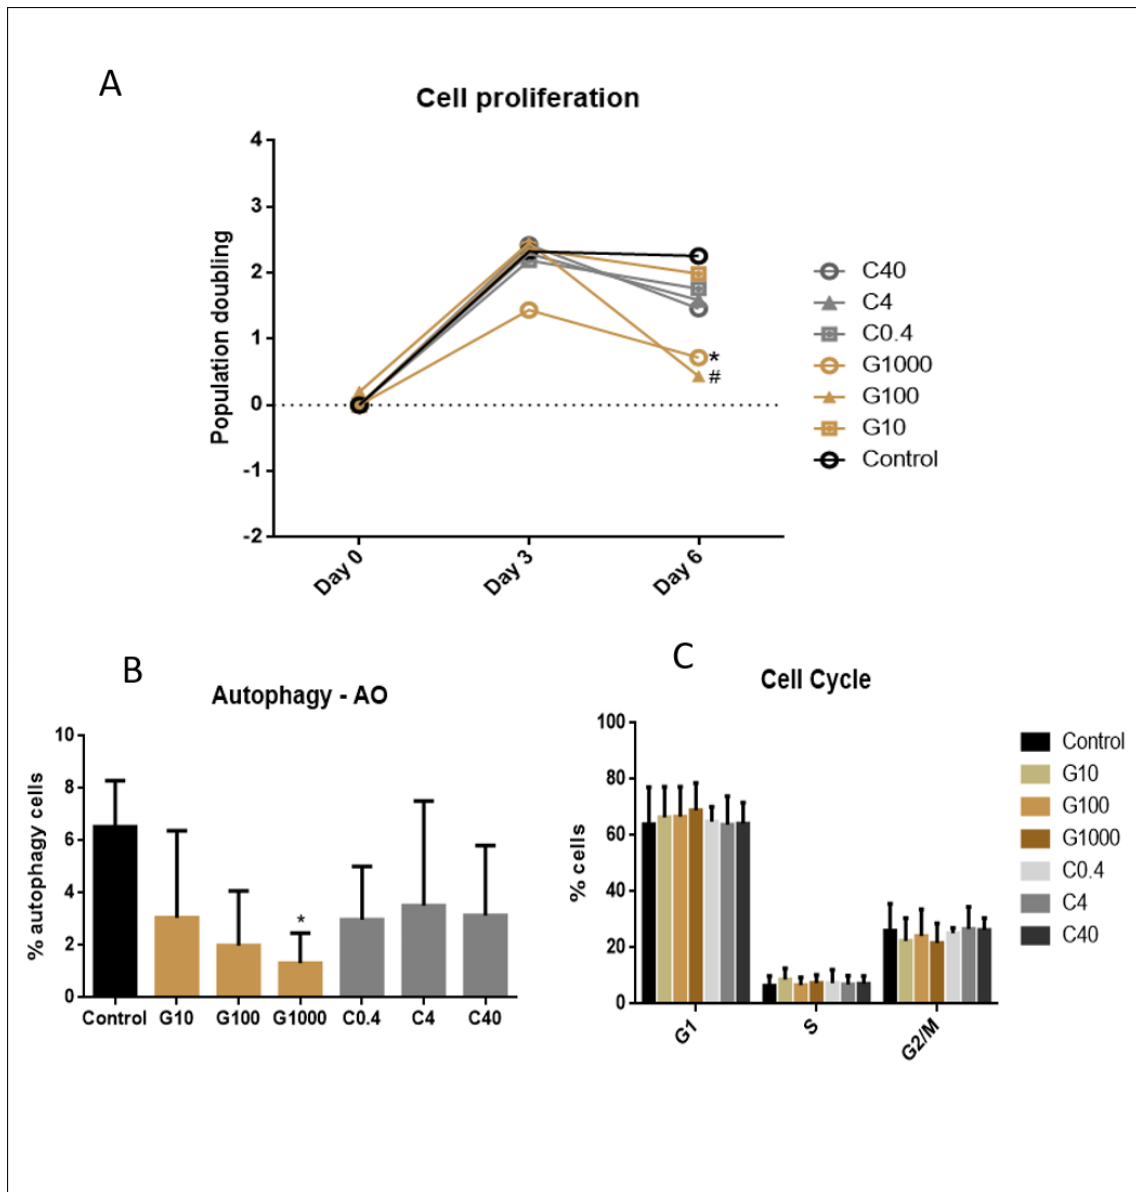 A
Cell proliferation
Population doubling
4
3
2
1
0
-1
-2
*
#
Day 0
Day 3
Day 6
C40
C4
C0.4
G1000
G100
G10
Control
B
Autophagy - AO
% autophagy cells
10
8
6
4
2
0
*
Control G10 G100 G1000 C0.4 C4 C40
C
Cell Cycle
% cells
100
80
60
40
20
0
G1
S
G2/M
Control
G10
G100
G1000
C0.4
C4
C40